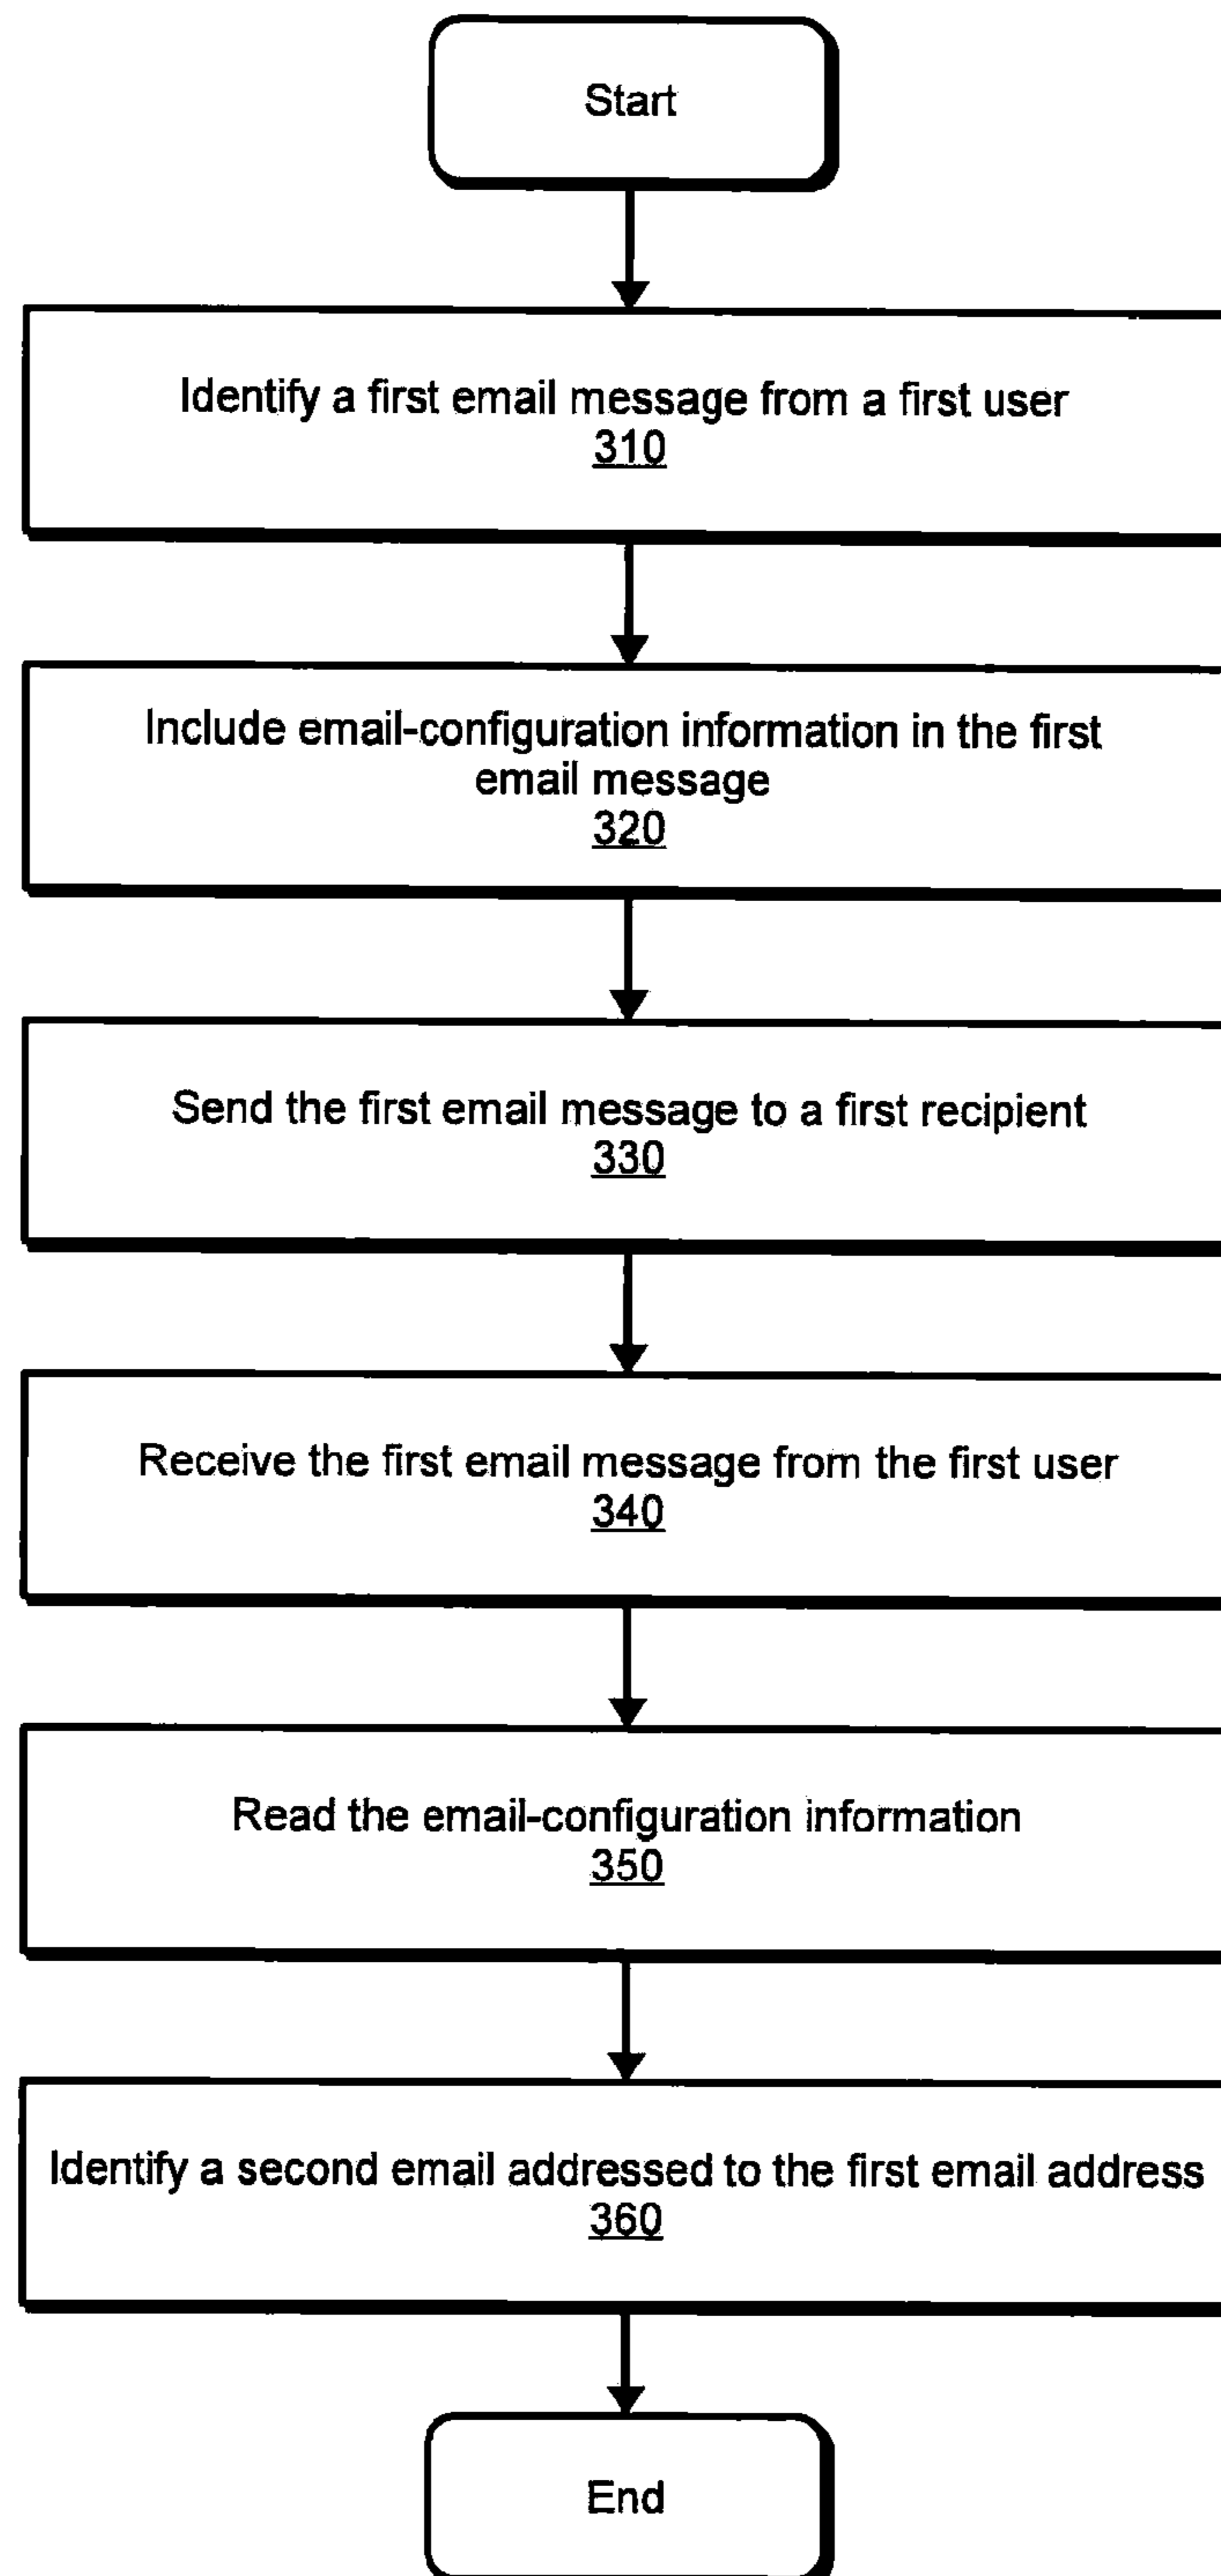 Start
Identify a first email message from a first user
310
Include email-configuration information in the first
email message
320
Send the first email message to a first recipient
330
Receive the first email message from the first user
340
Read the email-configuration information
350
Identify a second email addressed to the first email address
360
End